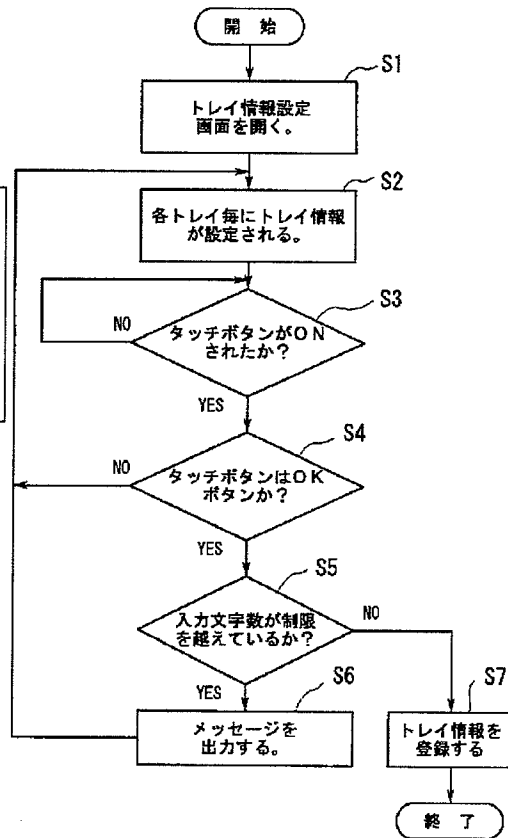 開 始
S1
トレイ情報設定
画面を開く。
S2
各トレイ毎にトレイ情報
が設定される。
S3
NO
タッチボタンがON
されたか?
YES
S4
NO
タッチボタンはOK
ボタンか?
YES
S5
入力文字数が制限
を越えているか?
NO
YES
S6
メッセージを
出力する。
S7
トレイ情報を
登録する
終 了